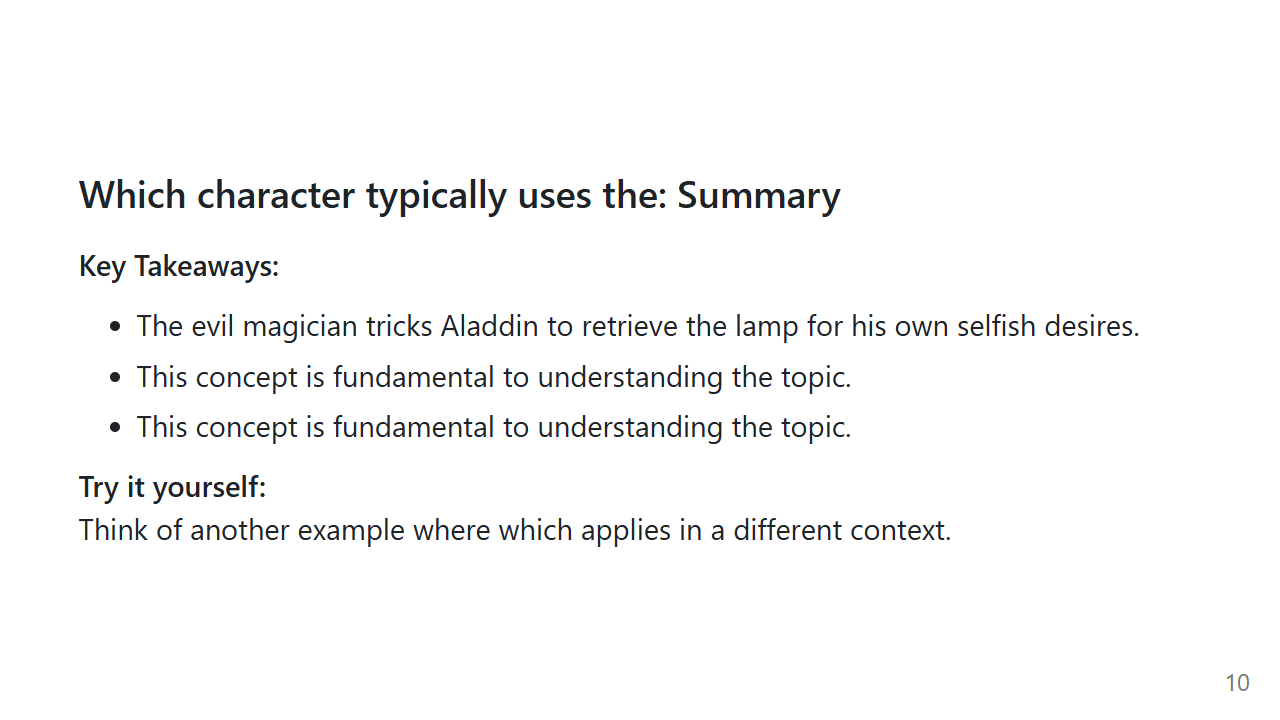 Which character typically uses the: Summary
Key Takeaways:
• The evil magician tricks Aladdin to retrieve the lamp for his own selfish desires.
• This concept is fundamental to understanding the topic.
• This concept is fundamental to understanding the topic.
Try it yourself:
Think of another example where which applies in a different context.
10